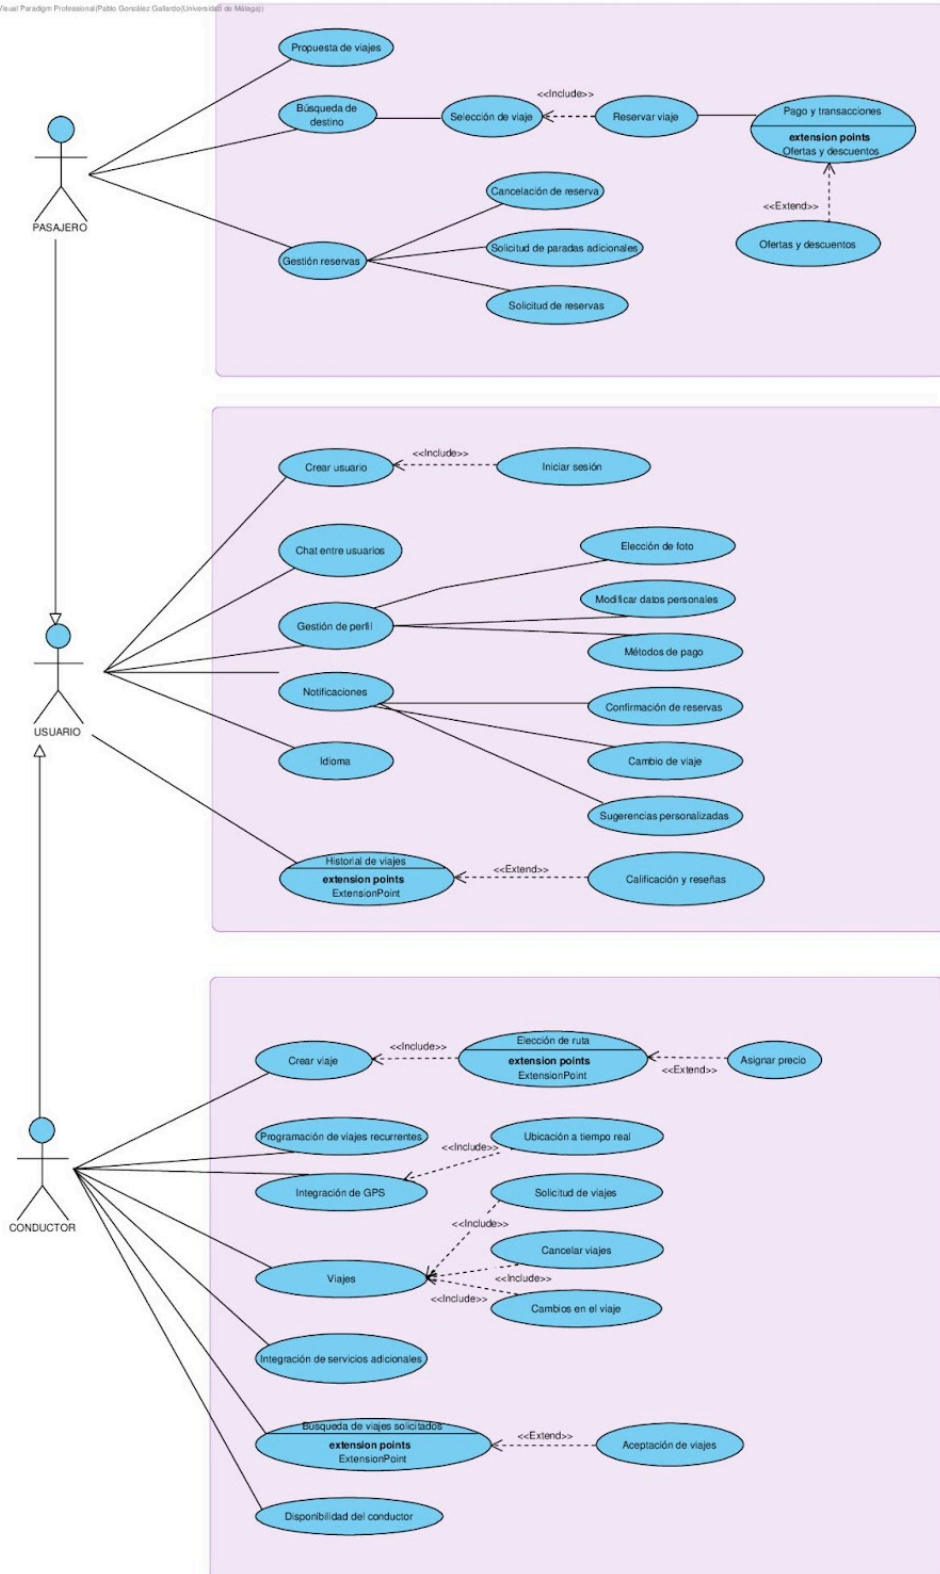 Visual Paradigm Professional(Pablo González Gallardo(Universidad de Málaga))
Propuesta de viajes
Búsqueda de
destino
Selección de viaje
<<Include>>
Reservar viaje
Pago y transacciones
extension points
Ofertas y descuentos
<<Extend>>
Ofertas y descuentos
Cancelación de reserva
Solicitud de paradas adicionales
Gestión reservas
Solicitud de reservas
PASAJERO
Crear usuario
<<Include>>
Iniciar sesión
Chat entre usuarios
Elección de foto
Gestión de perfil
Modificar datos personales
Métodos de pago
Notificaciones
Confirmación de reservas
USUARIO
Idioma
Cambio de viaje
Sugerencias personalizadas
Historial de viajes
extension points
ExtensionPoint
<<Extend>>
Calificación y reseñas
Crear viaje
<<Include>>
Elección de ruta
extension points
ExtensionPoint
<<Extend>>
Asignar precio
Programación de viajes recurrentes
<<Include>>
Ubicación a tiempo real
Integración de GPS
Solicitud de viajes
CONDUCTOR
<<Include>>
Cancelar viajes
Viajes
<<Include>>
<<Include>>
Cambios en el viaje
Integración de servicios adicionales
Búsqueda de viajes solicitados
extension points
ExtensionPoint
<<Extend>>
Aceptación de viajes
Disponibilidad del conductor